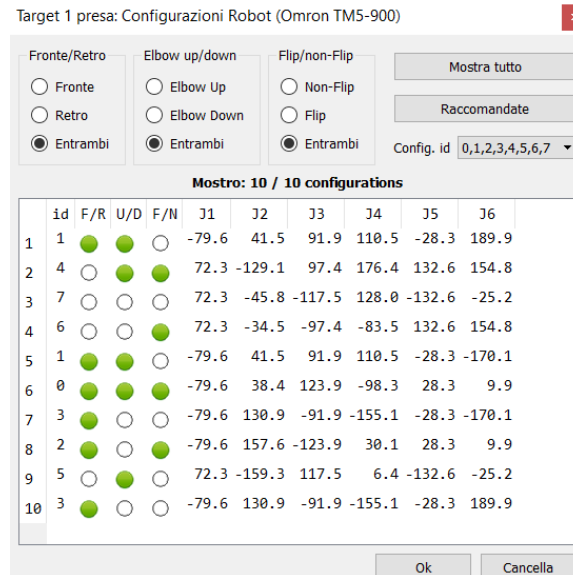 Target 1 presa: Configurazioni Robot (Omron TM5-900)
Fronte/Retro Elbow up/down Flip/non-Flip
Mostra tutto
Fronte Elbow Up Non-Flip
Retro Elbow Down Flip
Raccomandate
Entrambi Entrambi Entrambi
Config. id 0,1,2,3,4,5,6,7
Mostro: 10 / 10 configurations
id F/R U/D F/N J1 J2 J3 J4 J5 J6
1 1 -79.6 41.5 91.9 110.5 -28.3 189.9
2 4 72.3 -129.1 97.4 176.4 132.6 154.8
3 7 72.3 -45.8 -117.5 128.0 -132.6 -25.2
4 6 72.3 -34.5 -97.4 -83.5 132.6 154.8
5 1 -79.6 41.5 91.9 110.5 -28.3 -170.1
6 0 -79.6 38.4 123.9 -98.3 28.3 9.9
7 3 -79.6 130.9 -91.9 -155.1 -28.3 -170.1
8 2 -79.6 157.6 -123.9 30.1 28.3 9.9
9 5 72.3 -159.3 117.5 6.4 -132.6 -25.2
10 3 -79.6 130.9 -91.9 -155.1 -28.3 189.9
Ok Cancella